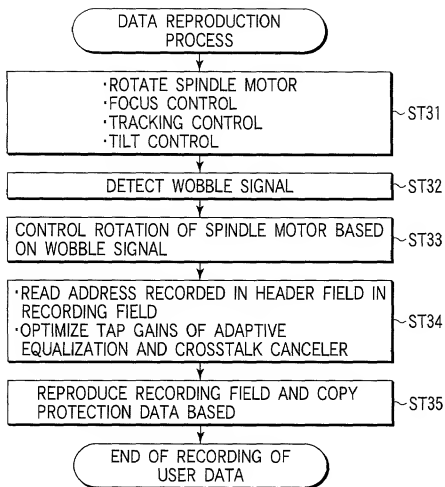 DATA REPRODUCTION
PROCESS
·ROTATE SPINDLE MOTOR
·FOCUS CONTROL
·TRACKING CONTROL
·TILT CONTROL
ST31
DETECT WOBBLE SIGNAL
ST32
CONTROL ROTATION OF SPINDLE MOTOR BASED
ON WOBBLE SIGNAL
ST33
·READ ADDRESS RECORDED IN HEADER FIELD IN
RECORDING FIELD
·OPTIMIZE TAP GAINS OF ADAPTIVE
EQUALIZATION AND CROSSTALK CANCELER
ST34
REPRODUCE RECORDING FIELD AND COPY
PROTECTION DATA BASED
ST35
END OF RECORDING OF
USER DATA